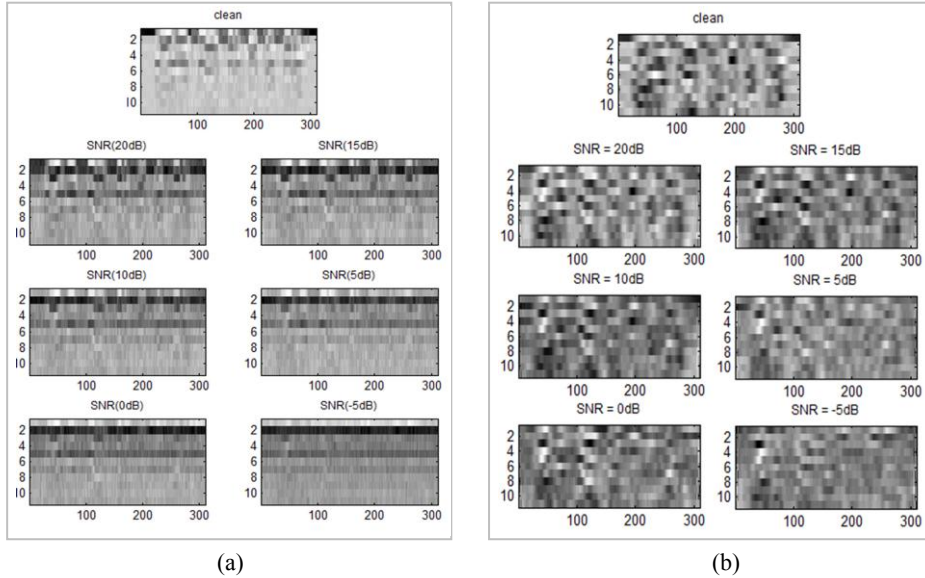 clean
2
4
6
8
10
100 200 300
SNR(20dB) SNR(15dB)
2 2
4 4
6 6
8 8
10 10
100 200 300 100 200 300
SNR(10dB) SNR(5dB)
2 2
4 4
6 6
8 8
10 10
100 200 300 100 200 300
SNR(0dB) SNR(-5dB)
2 2
4 4
6 6
8 8
10 10
100 200 300 100 200 300
(a)
clean
2
4
6
8
10
100 200 300
SNR = 20dB SNR = 15dB
2 2
4 4
6 6
8 8
10 10
100 200 300 100 200 300
SNR = 10dB SNR = 5dB
2 2
4 4
6 6
8 8
10 10
100 200 300 100 200 300
SNR = 0dB SNR = -5dB
2 2
4 4
6 6
8 8
10 10
100 200 300 100 200 300
(b)